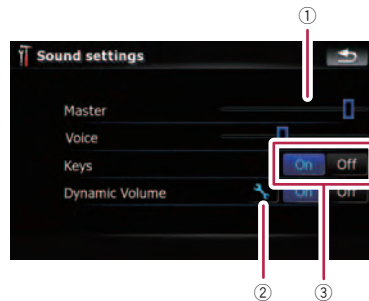 ①
Sound settings
Master
Voice
Keys On Off
Dynamic Volume On Off
② ③